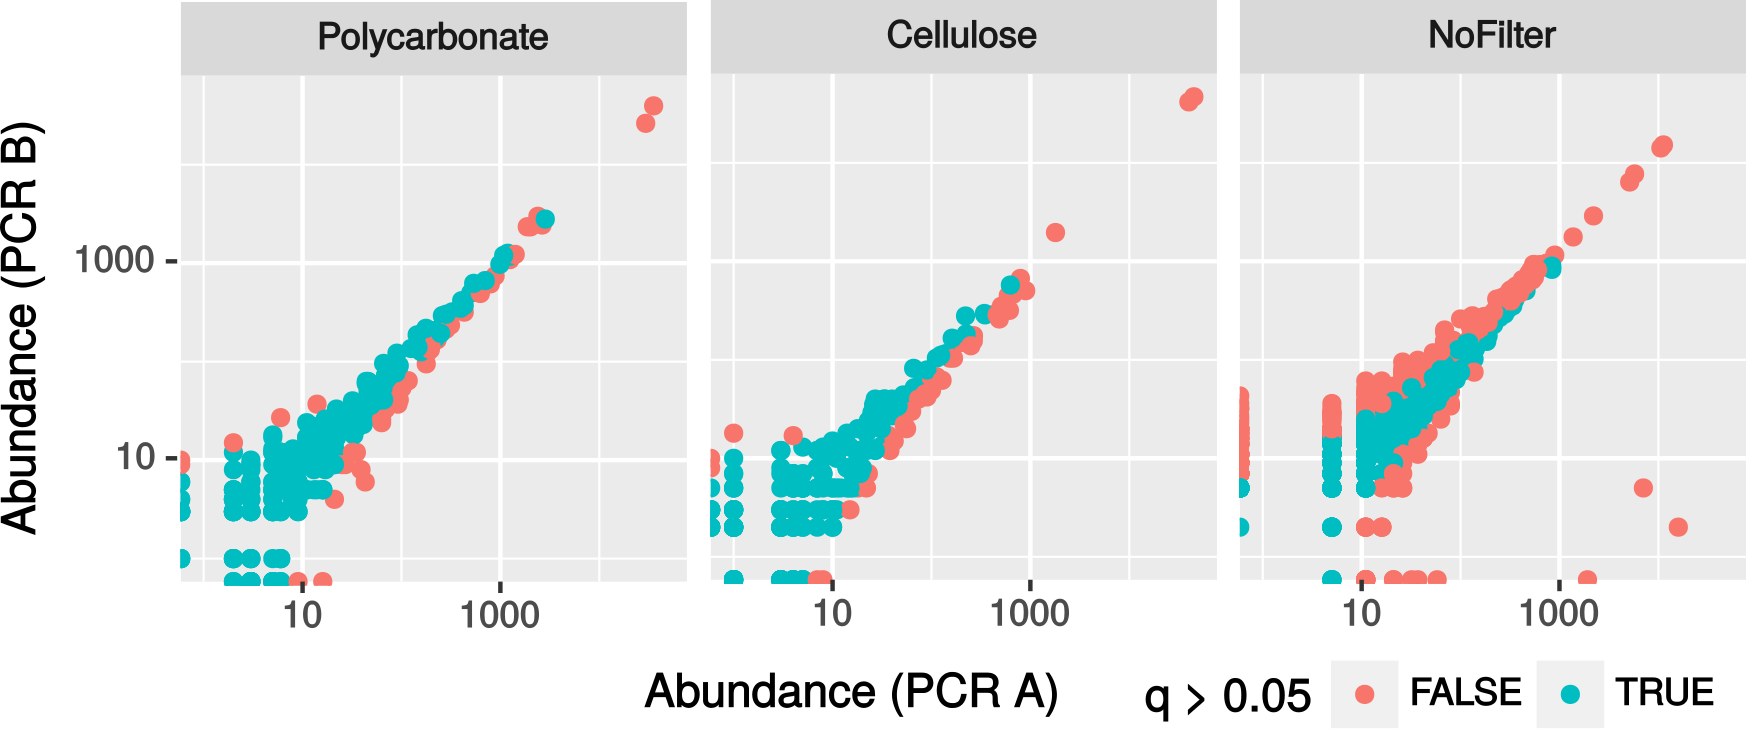 Polycarbonate
Cellulose
NoFilter
Abundance (PCR B)
1000
10
10
1000
10
1000
10
1000
Abundance (PCR A)
q > 0.05
FALSE
TRUE